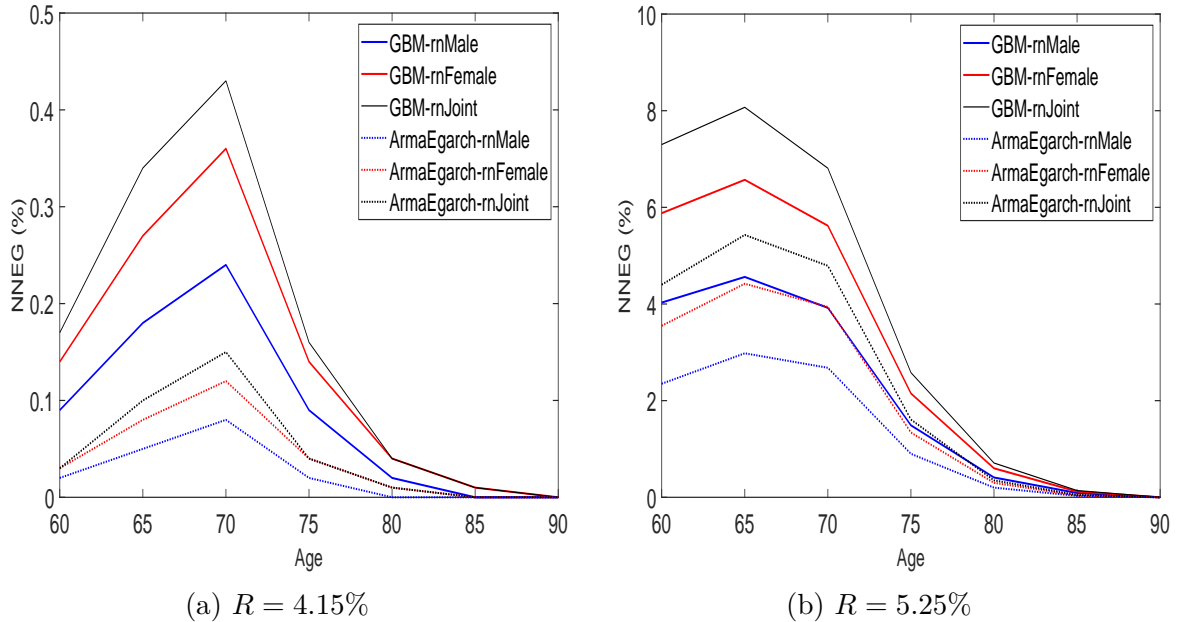 0.5
0.4
0.3
0.2
0.1
0
NNEG (%)
60 65 70 75 80 85 90
Age
GBM-rnMale
GBM-rnFemale
GBM-rnJoint
ArmaEgarch-rnMale
ArmaEgarch-rnFemale
ArmaEgarch-rnJoint
(a) R = 4.15%
10
8
6
4
2
0
NNEG (%)
60 65 70 75 80 85 90
Age
GBM-rnMale
GBM-rnFemale
GBM-rnJoint
ArmaEgarch-rnMale
ArmaEgarch-rnFemale
ArmaEgarch-rnJoint
(b) R = 5.25%